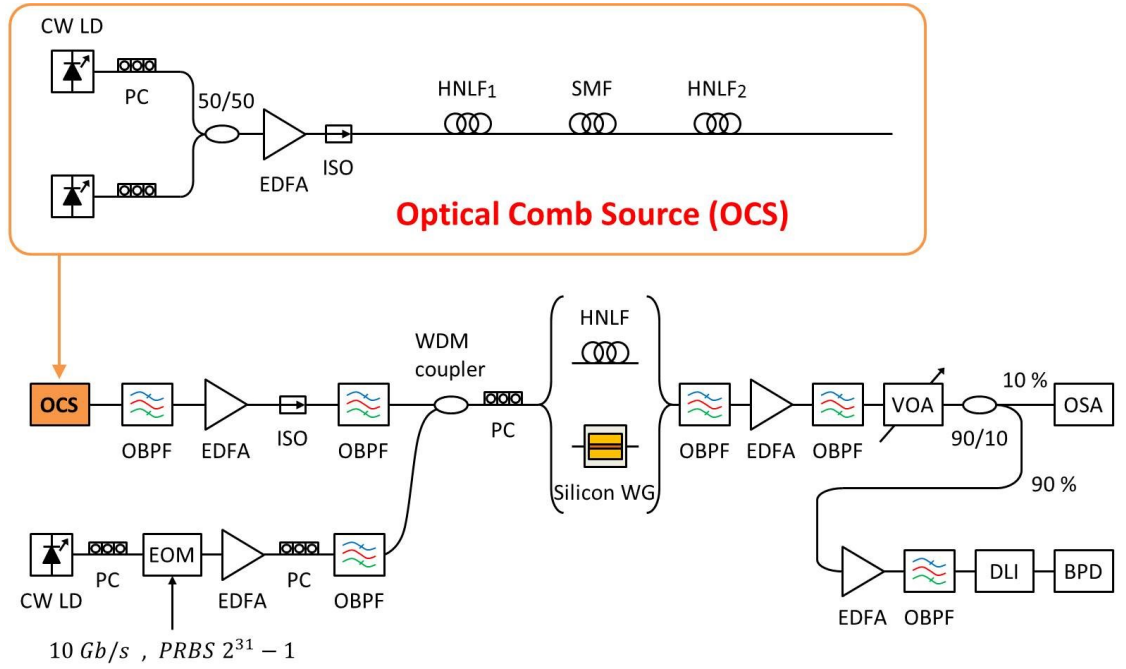 CW LD
PC
50/50
EDFA
ISO
HNLF1
SMF
HNLF2
Optical Comb Source (OCS)
OCS
OBPF
EDFA
ISO
OBPF
WDM
coupler
PC
HNLF
Silicon WG
OBPF
EDFA
OBPF
VOA
90/10
10 %
OSA
90 %
CW LD
PC
EOM
EDFA
PC
OBPF
10 Gb/s , PRBS 2³¹ − 1
EDFA
OBPF
DLI
BPD